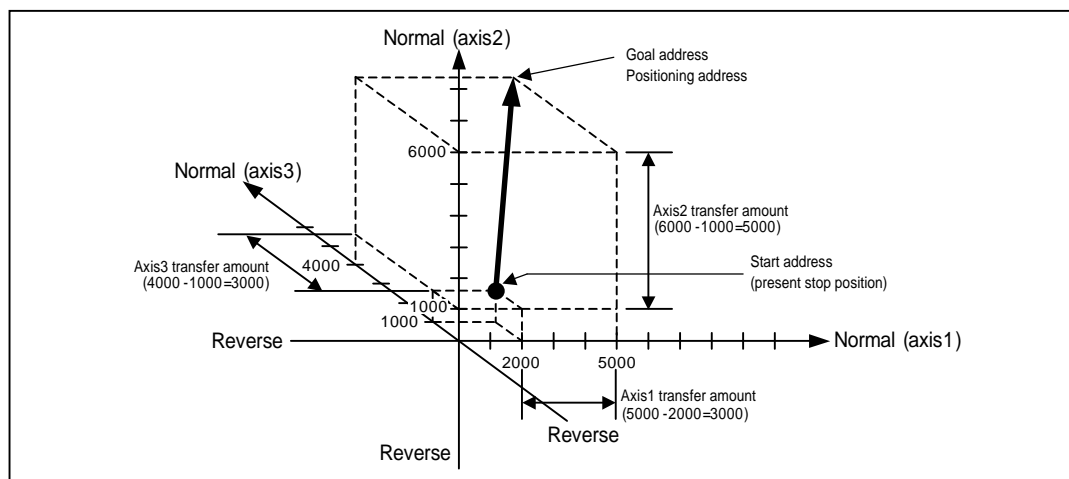 Normal (axis2)
Goal address
Positioning address
6000
Normal (axis3)
Axis2 transfer amount
(6000 -1000=5000)
Axis3 transfer amount
(4000 -1000=3000)
4000
Start address
(present stop position)
1000
1000
Reverse
Normal (axis1)
2000
5000
Axis1 transfer amount
(5000 -2000=3000)
Reverse
Reverse